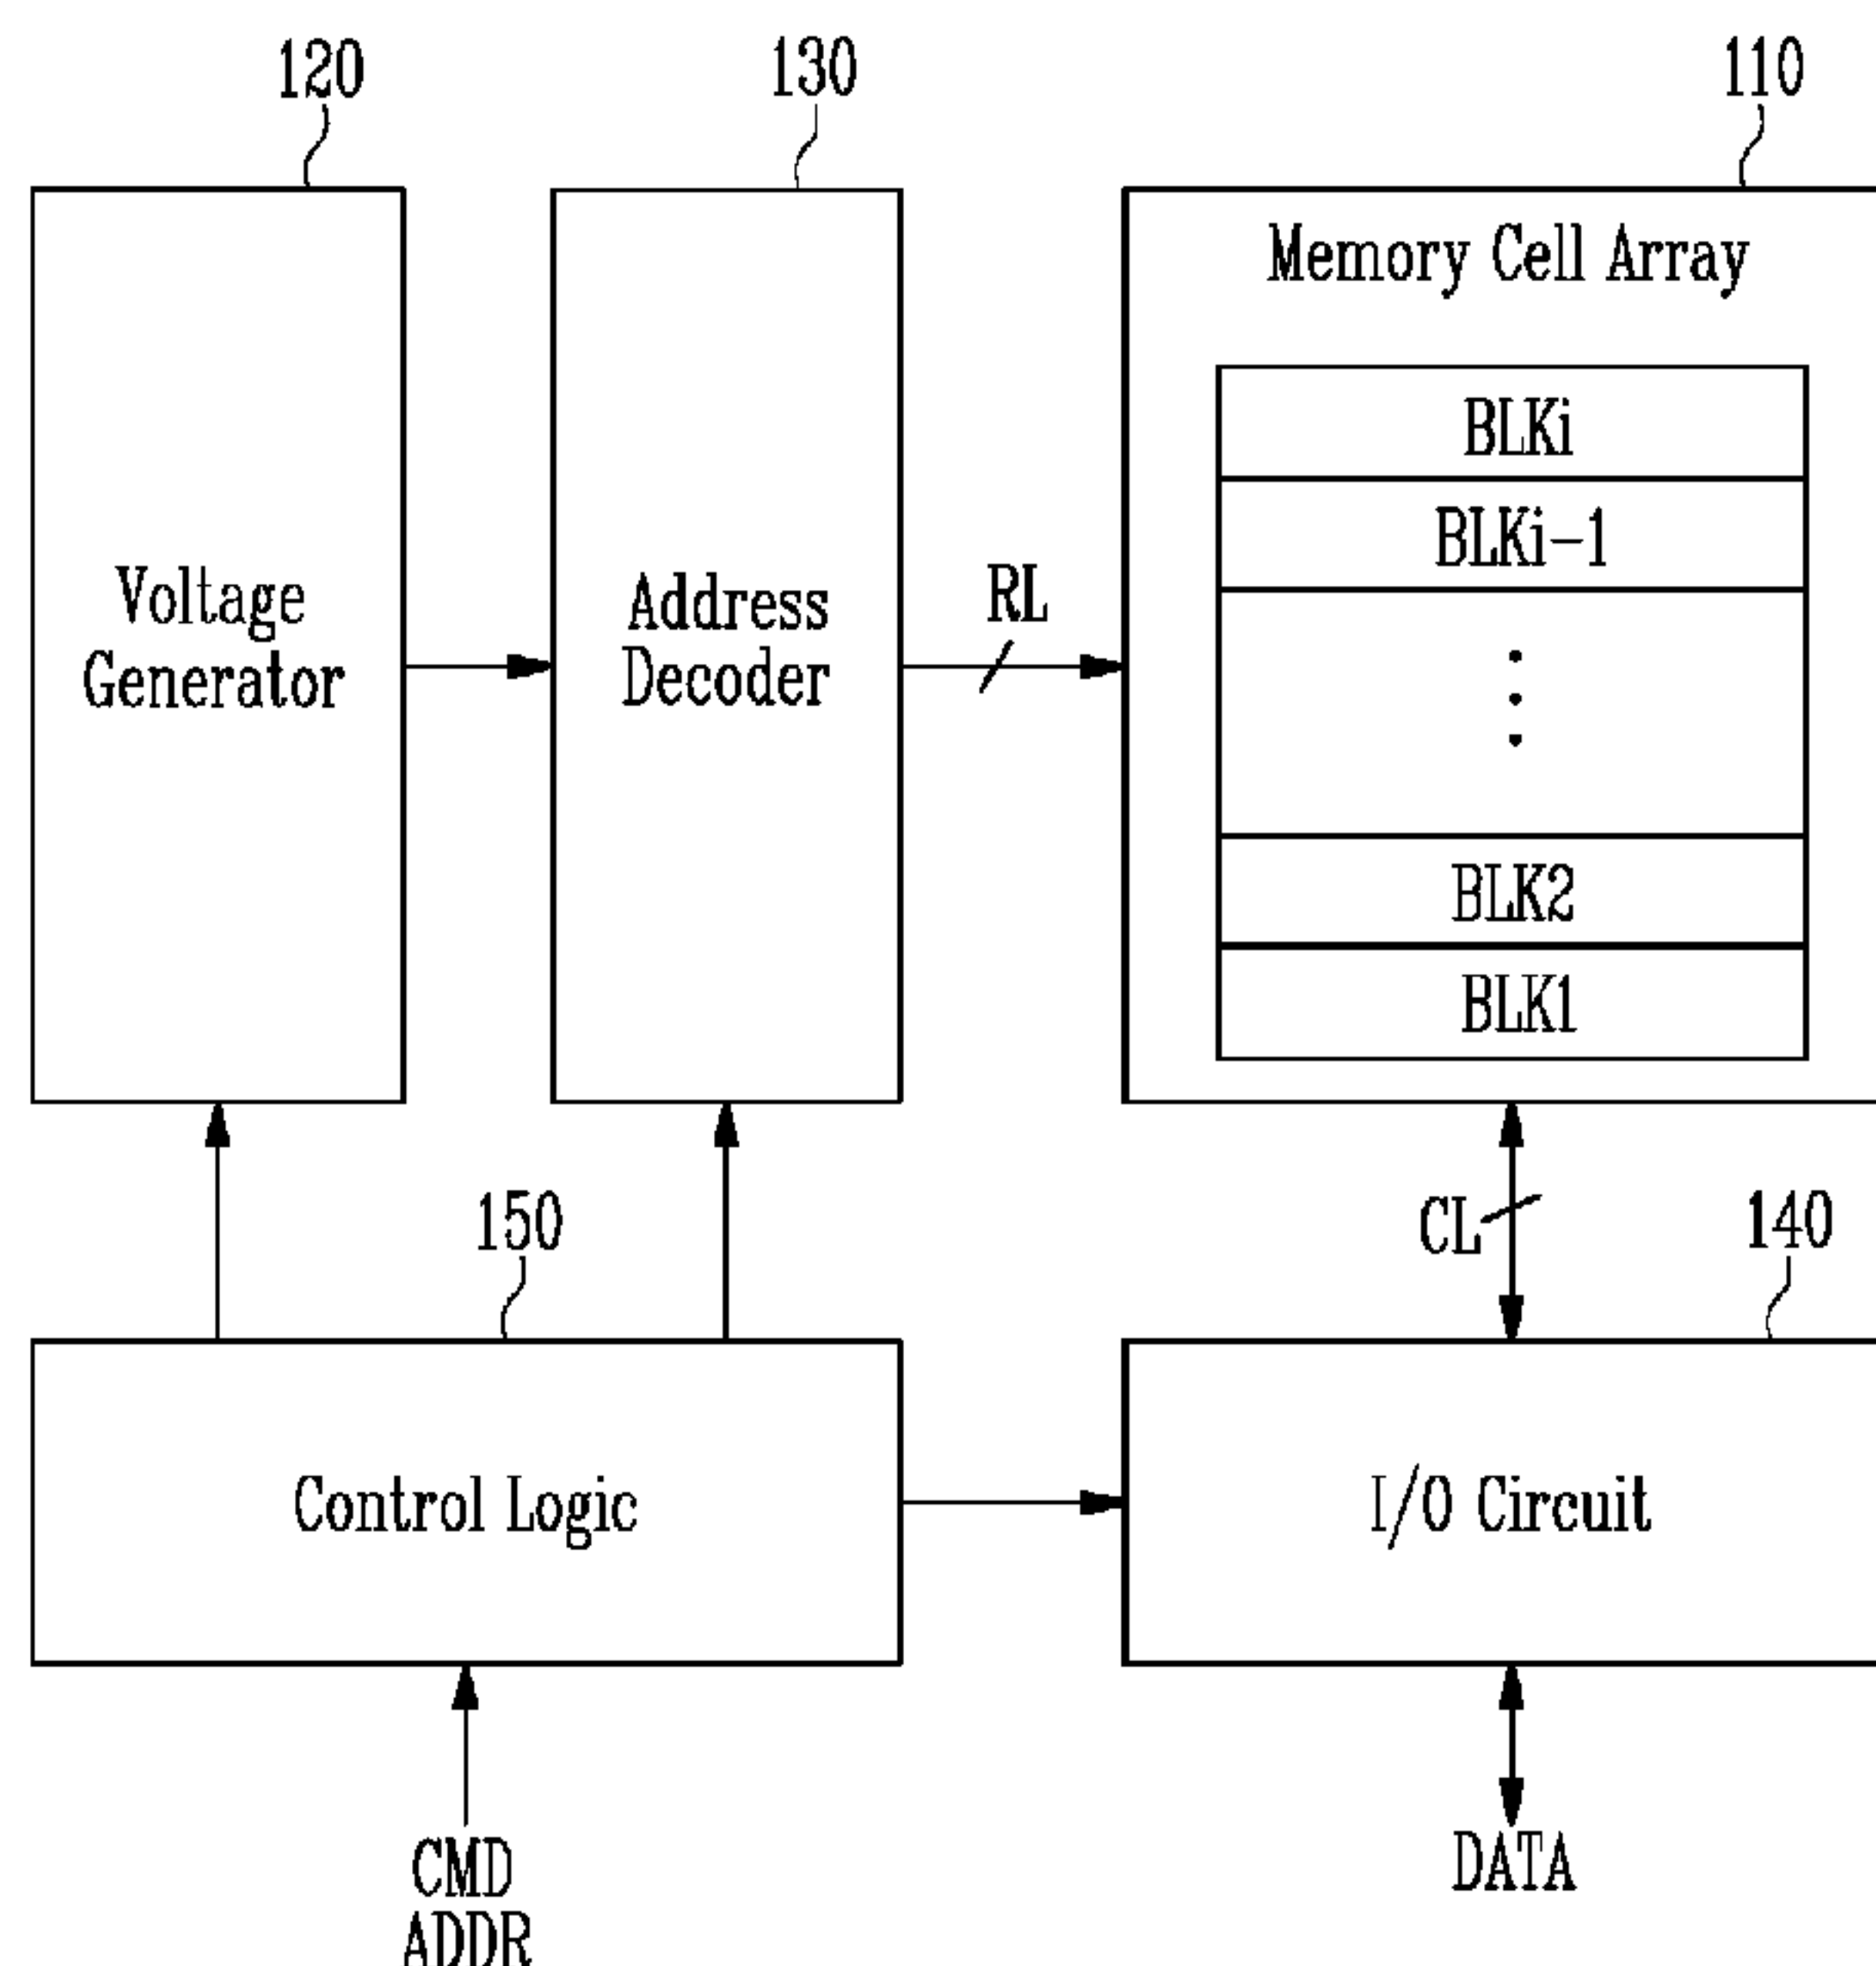 120
130
110
Voltage
Generator
Address
Decoder
RL
Memory Cell Array
BLKi
BLKi-1
BLK2
BLK1
150
CL
140
Control Logic
I/O Circuit
CMD
ADDR
DATA